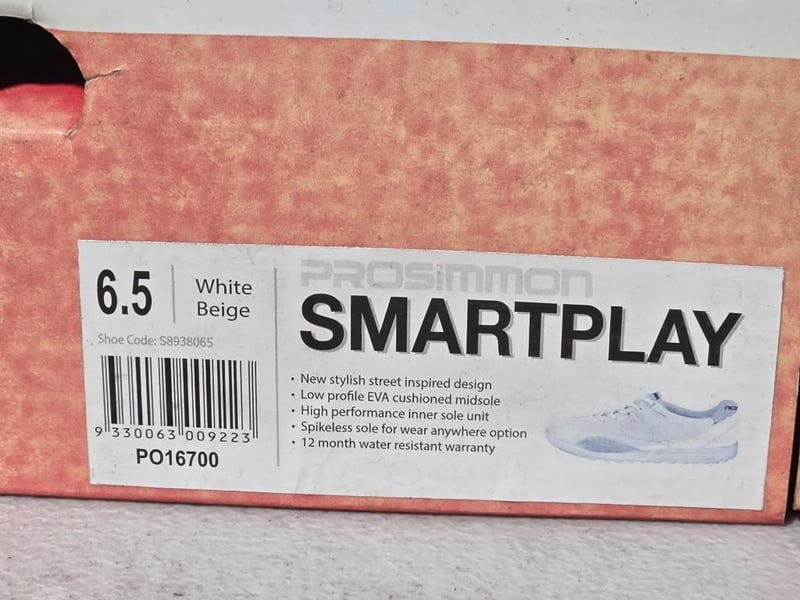 6.5
White
Beige
Shoe Code: S8938065
9 330063 009223
PO16700
PROSIMMON
SMARTPLAY
• New stylish street inspired design
• Low profile EVA cushioned midsole
• High performance inner sole unit
• Spikeless sole for wear anywhere option
• 12 month water resistant warranty